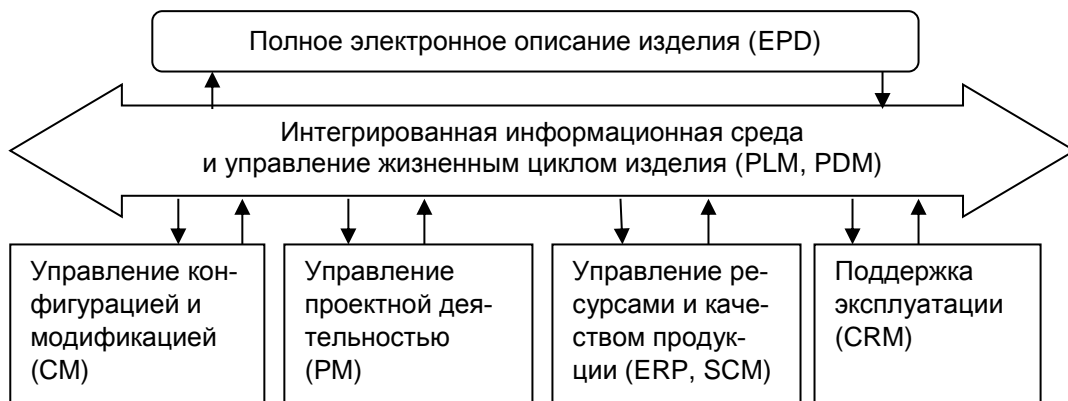 Полное электронное описание изделия (EPD)
Интегрированная информационная среда
и управление жизненным циклом изделия (PLM, PDM)
Управление кон-
фигурацией и
модификацией
(CM)
Управление
проектной дея-
тельностью
(PM)
Управление ре-
сурсами и каче-
ством продук-
ции (ERP, SCM)
Поддержка
эксплуатации
(CRM)